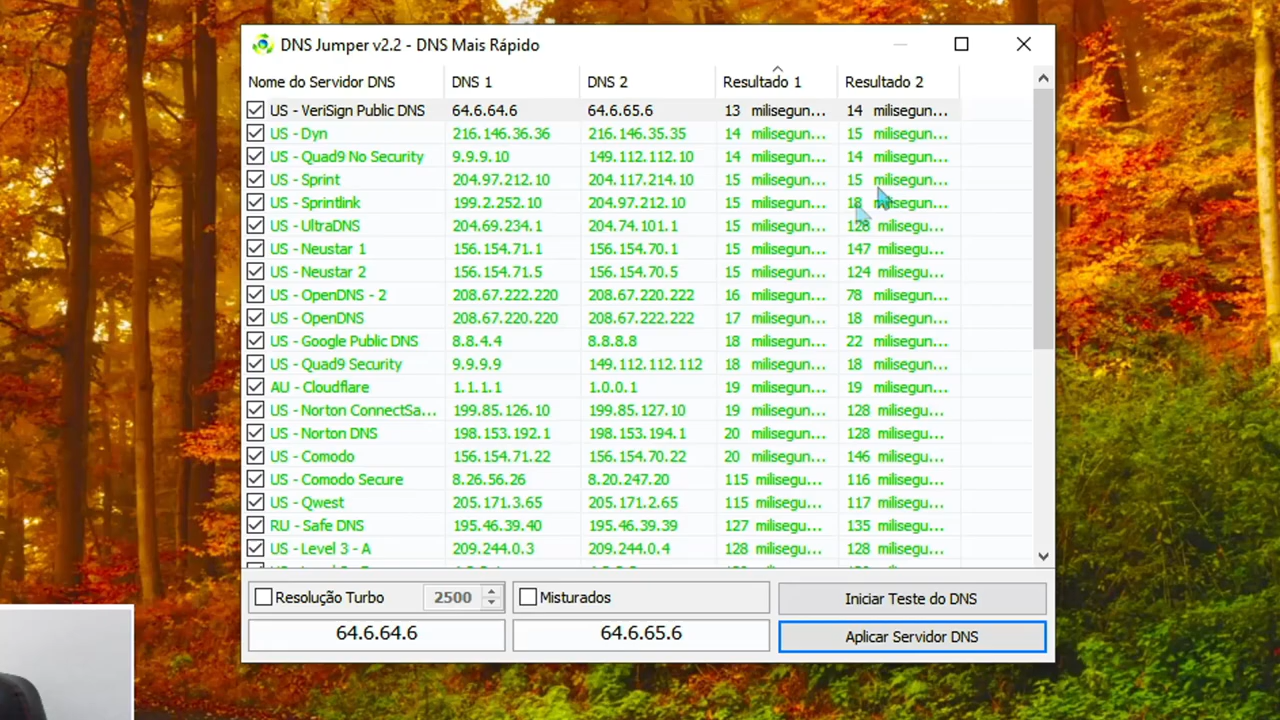 DNS Jumper v2.2 - DNS Mais Rápido
Nome do Servidor DNS DNS 1 DNS 2 Resultado 1 Resultado 2
US - VeriSign Public DNS 64.6.64.6 64.6.65.6 13 milisegun... 14 milisegun...
US - Dyn 216.146.36.36 216.146.35.35 14 milisegun... 15 milisegun...
US - Quad9 No Security 9.9.9.10 149.112.112.10 14 milisegun... 14 milisegun...
US - Sprint 204.97.212.10 204.117.214.10 15 milisegun... 15 milisegun...
US - Sprintlink 199.2.252.10 204.97.212.10 15 milisegun... 18 milisegun...
US - UltraDNS 204.69.234.1 204.74.101.1 15 milisegun... 128 milisegu...
US - Neustar 1 156.154.71.1 156.154.70.1 15 milisegun... 147 milisegu...
US - Neustar 2 156.154.71.5 156.154.70.5 15 milisegun... 124 milisegu...
US - OpenDNS - 2 208.67.222.220 208.67.220.222 16 milisegun... 78 milisegun...
US - OpenDNS 208.67.220.220 208.67.222.222 17 milisegun... 18 milisegun...
US - Google Public DNS 8.8.4.4 8.8.8.8 18 milisegun... 22 milisegun...
US - Quad9 Security 9.9.9.9 149.112.112.112 18 milisegun... 18 milisegun...
AU - Cloudflare 1.1.1.1 1.0.0.1 19 milisegun... 19 milisegun...
US - Norton ConnectSa... 199.85.126.10 199.85.127.10 19 milisegun... 128 milisegu...
US - Norton DNS 198.153.192.1 198.153.194.1 20 milisegun... 128 milisegu...
US - Comodo 156.154.71.22 156.154.70.22 20 milisegun... 146 milisegu...
US - Comodo Secure 8.26.56.26 8.20.247.20 115 milisegu... 116 milisegu...
US - Qwest 205.171.3.65 205.171.2.65 115 milisegu... 117 milisegu...
RU - Safe DNS 195.46.39.40 195.46.39.39 127 milisegu... 135 milisegu...
US - Level 3 - A 209.244.0.3 209.244.0.4 128 milisegu... 128 milisegu...
Resolução Turbo 2500 Misturados Iniciar Teste do DNS
64.6.64.6 64.6.65.6 Aplicar Servidor DNS